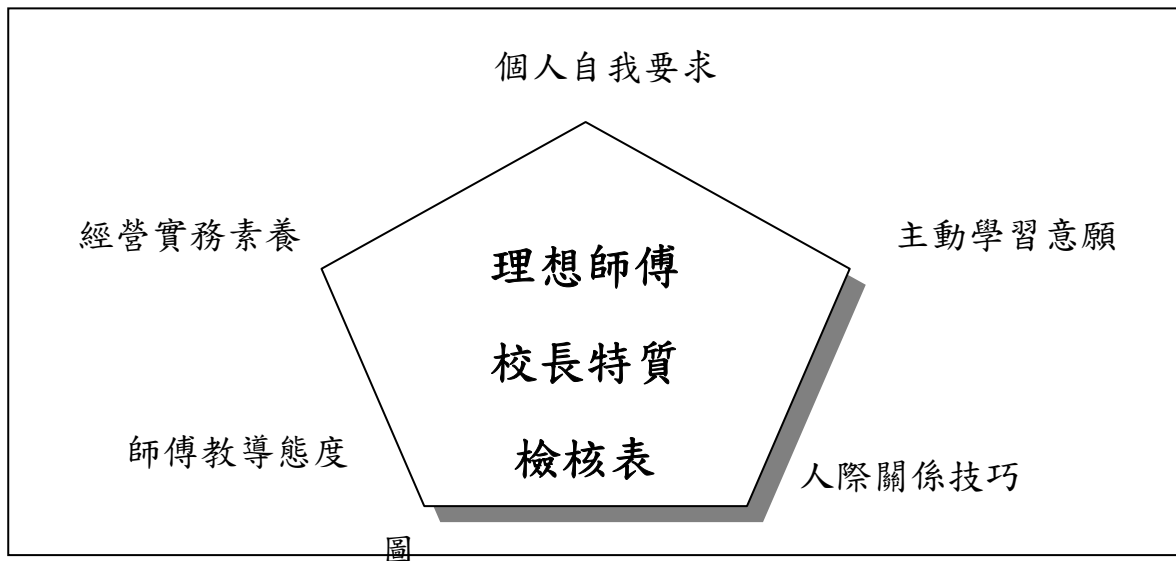 個人自我要求
經營實務素養
主動學習意願
理想師傅
校長特質
檢核表
師傅教導態度
人際關係技巧
圖